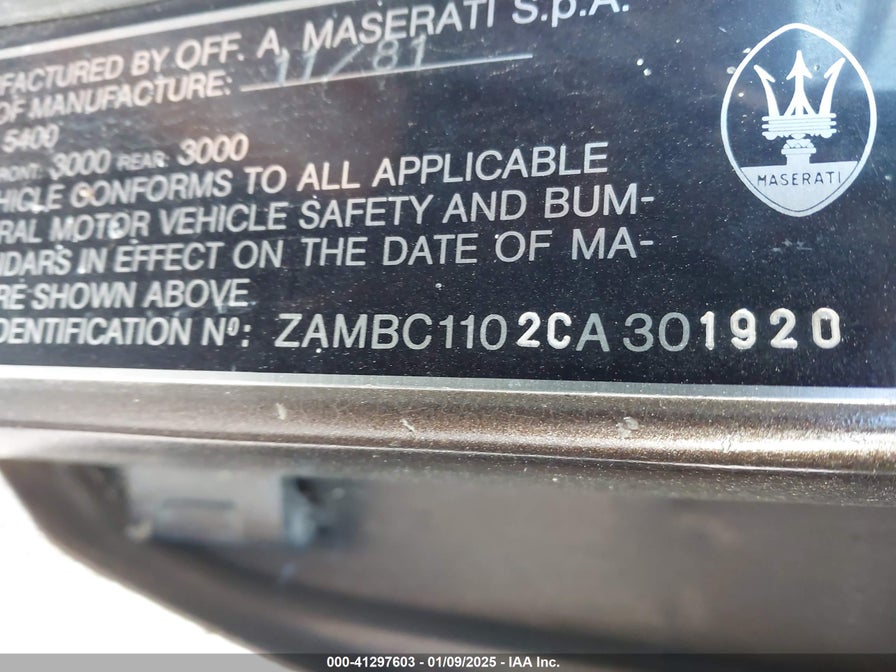 FACTURED BY OFF. A. MASERATI S.p.A.
OF MANUFACTURE: 11/81
5400
RONT: 3000 REAR: 3000
HICLE CONFORMS TO ALL APPLICABLE
RAL MOTOR VEHICLE SAFETY AND BUM-
NDARS IN EFFECT ON THE DATE OF MA-
RE SHOWN ABOVE
DENTIFICATION Nº: ZAMBC1102CA301920
MASERATI
000-41297603 - 01/09/2025 - IAA Inc.